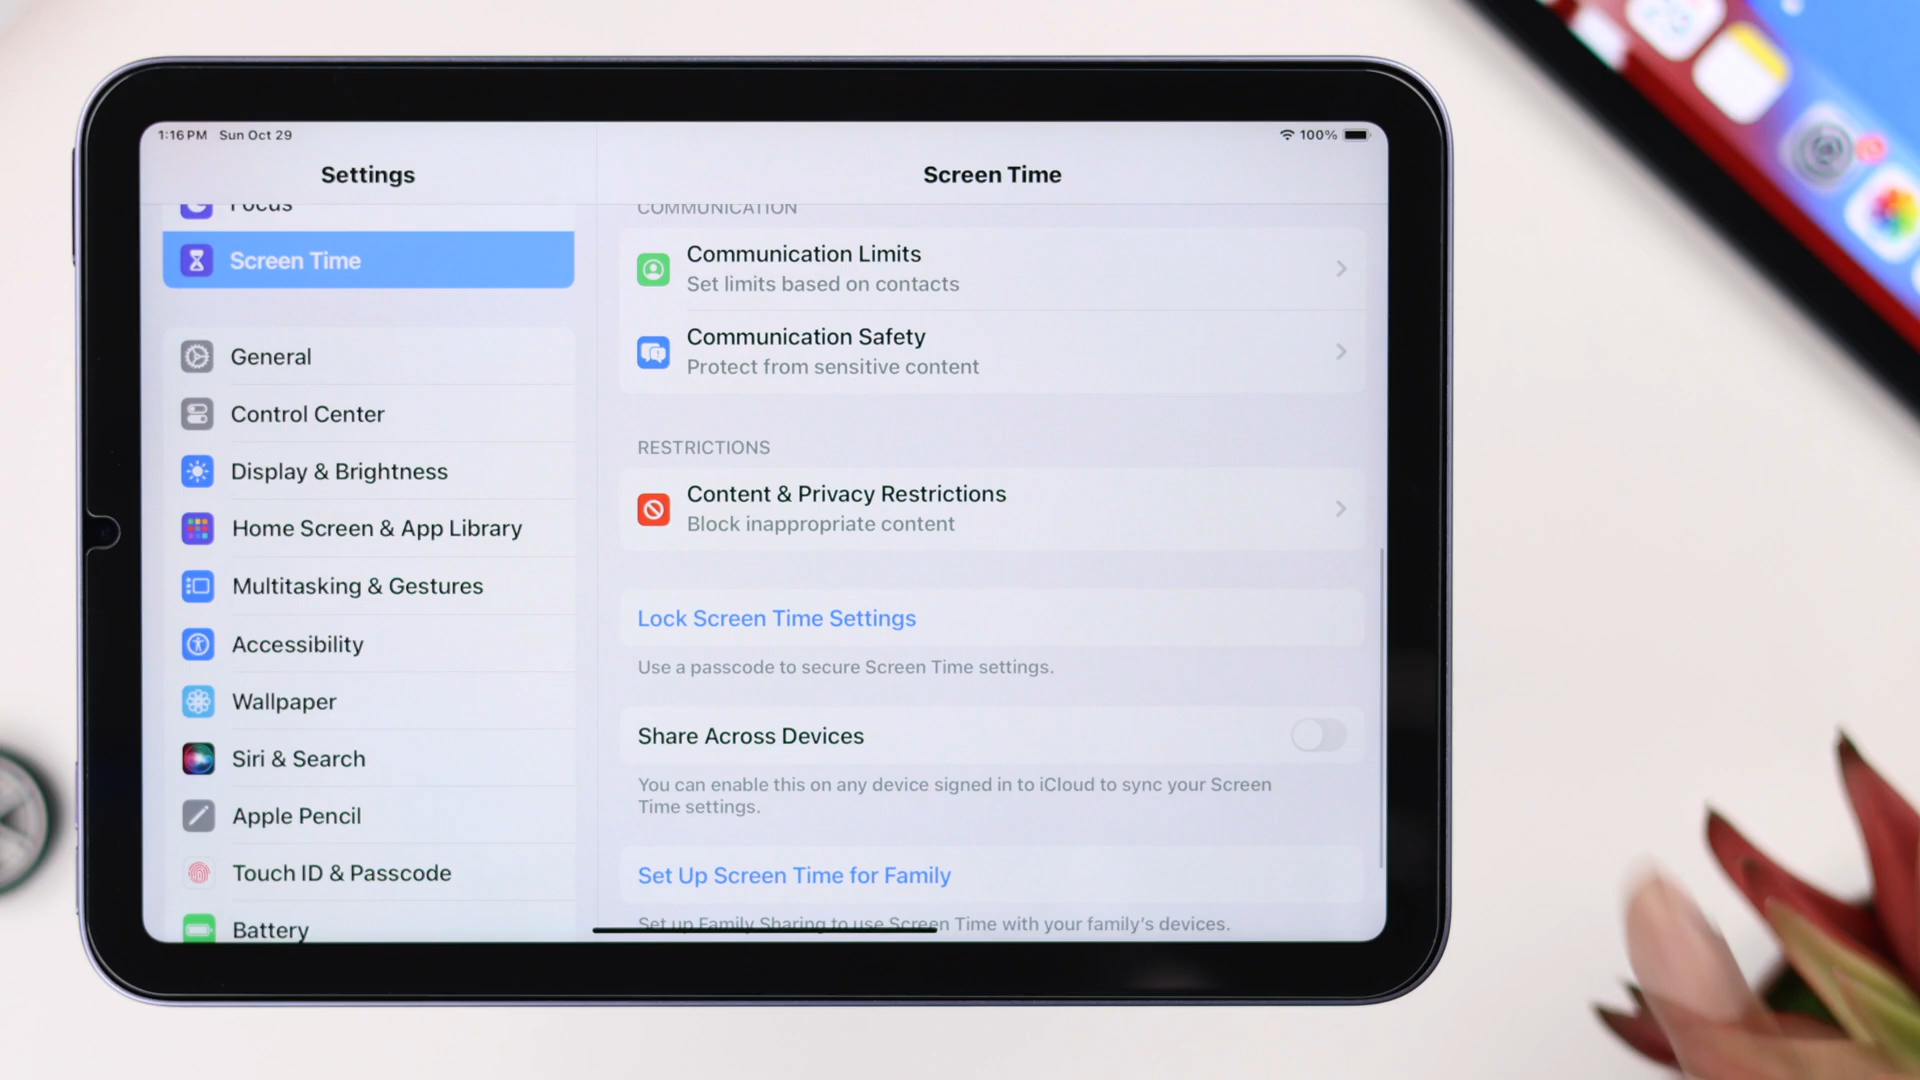 1:16 PM Sun Oct 29
100%
Settings
Screen Time
Focus
Screen Time
General
Control Center
Display & Brightness
Home Screen & App Library
Multitasking & Gestures
Accessibility
Wallpaper
Siri & Search
Apple Pencil
Touch ID & Passcode
Battery
COMMUNICATION
Communication Limits
Set limits based on contacts
Communication Safety
Protect from sensitive content
RESTRICTIONS
Content & Privacy Restrictions
Block inappropriate content
Lock Screen Time Settings
Use a passcode to secure Screen Time settings.
Share Across Devices
You can enable this on any device signed in to iCloud to sync your Screen
Time settings.
Set Up Screen Time for Family
Set up Family Sharing to use Screen Time with your family's devices.